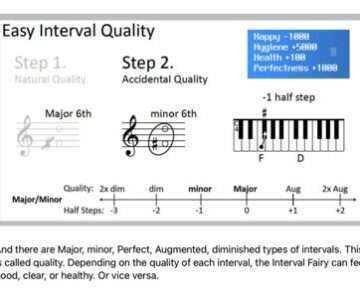 Easy Interval Quality
Happy -1000
Hygiene +5000
Health +100
Perfectness +1000
Step 1.
Natural Quality
Step 2.
Accidental Quality
-1 half step
Major 6th
minor 6th
F D
Quality: 2x dim dim minor Major Aug 2x Aug
Major/Minor
Half Steps: -3 -2 -1 0 +1 +2
And there are Major, minor, Perfect, Augmented, diminished types of intervals. This
is called quality. Depending on the quality of each interval, the Interval Fairy can fee
ood, clear, or healthy. Or vice versa.